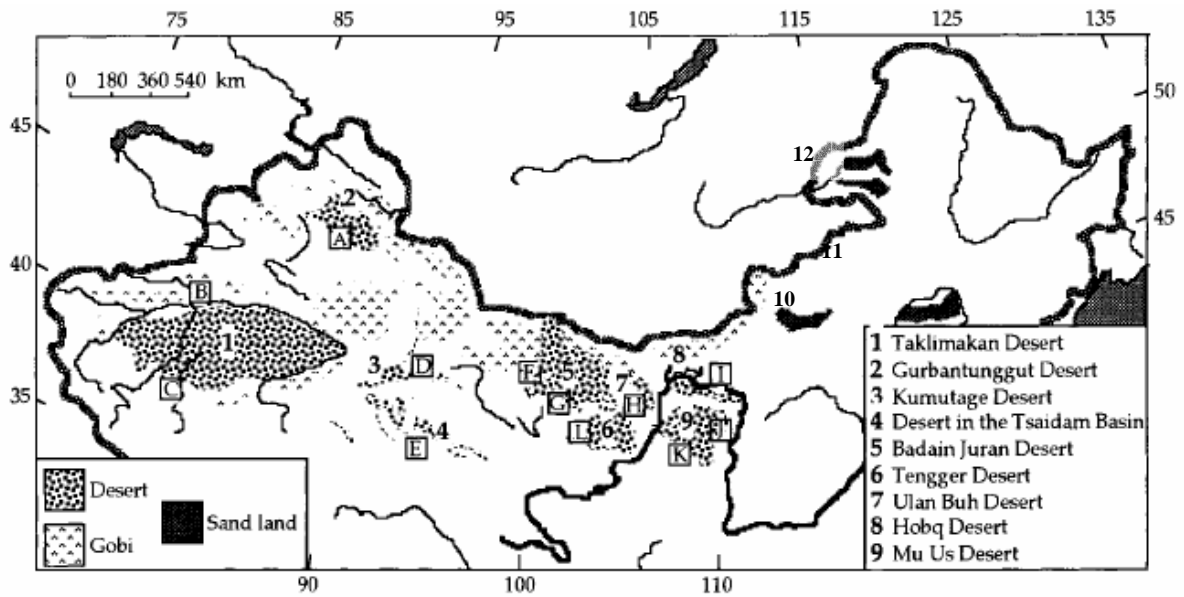 75 85 95 105 115 125 135
0 180 360 540 km
50
45
12
2
A
45
11
40
B
10
1
3
D
F
5
8
7
I
C
35
G
H
4
L
6
9
J
E
K
Desert
Gobi
Sand land
1 Taklimakan Desert
2 Gurbantunggut Desert
3 Kumutage Desert
4 Desert in the Tsaidam Basin
5 Badain Juran Desert
6 Tengger Desert
7 Ulan Buh Desert
8 Hobq Desert
9 Mu Us Desert
90 100 110